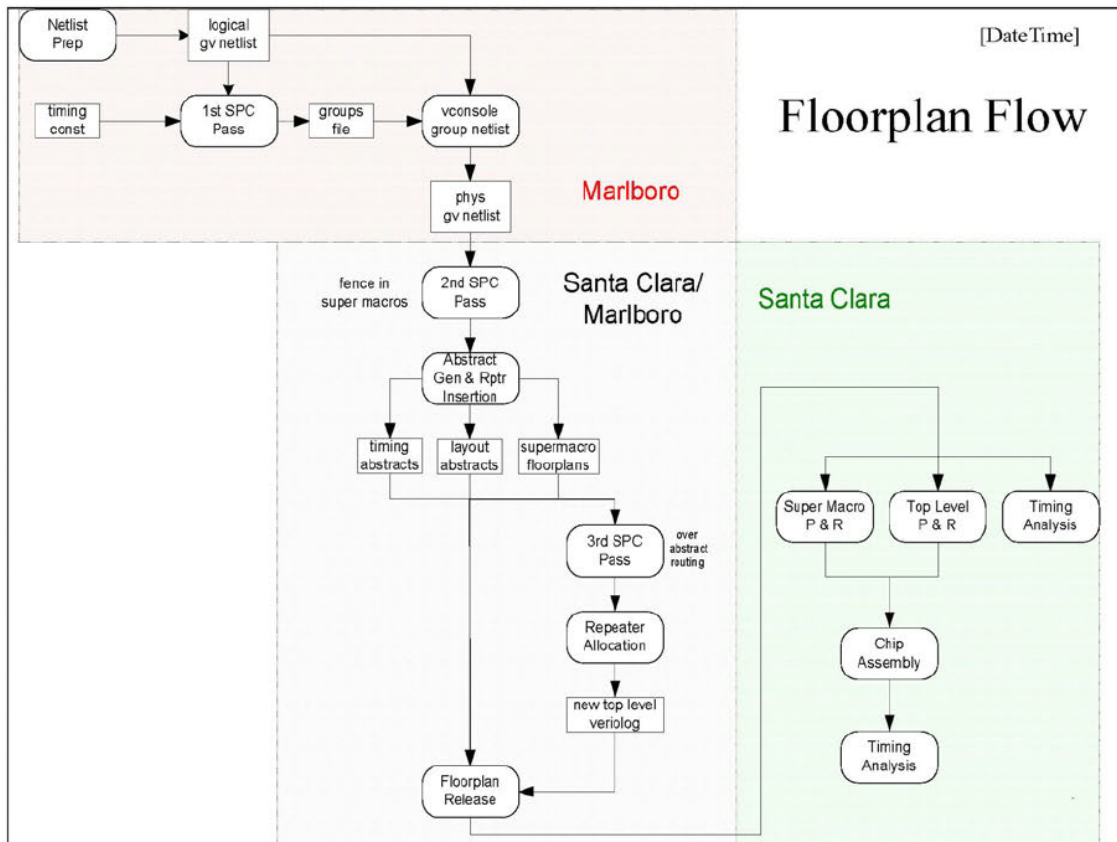 [DateTime]
Floorplan Flow
Netlist
Prep
logical
gv netlist
timing
const
1st SPC
Pass
groups
file
vconsole
group netlist
Marlboro
phys
gv netlist
fence in
super macros
2nd SPC
Pass
Santa Clara/
Marlboro
Santa Clara
Abstract
Gen & Rptr
Insertion
timing
abstracts
layout
abstracts
supermacro
floorplans
3rd SPC
Pass
over
abstract
routing
Repeater
Allocation
new top level
veriolog
Floorplan
Release
Super Macro
P & R
Top Level
P & R
Timing
Analysis
Chip
Assembly
Timing
Analysis